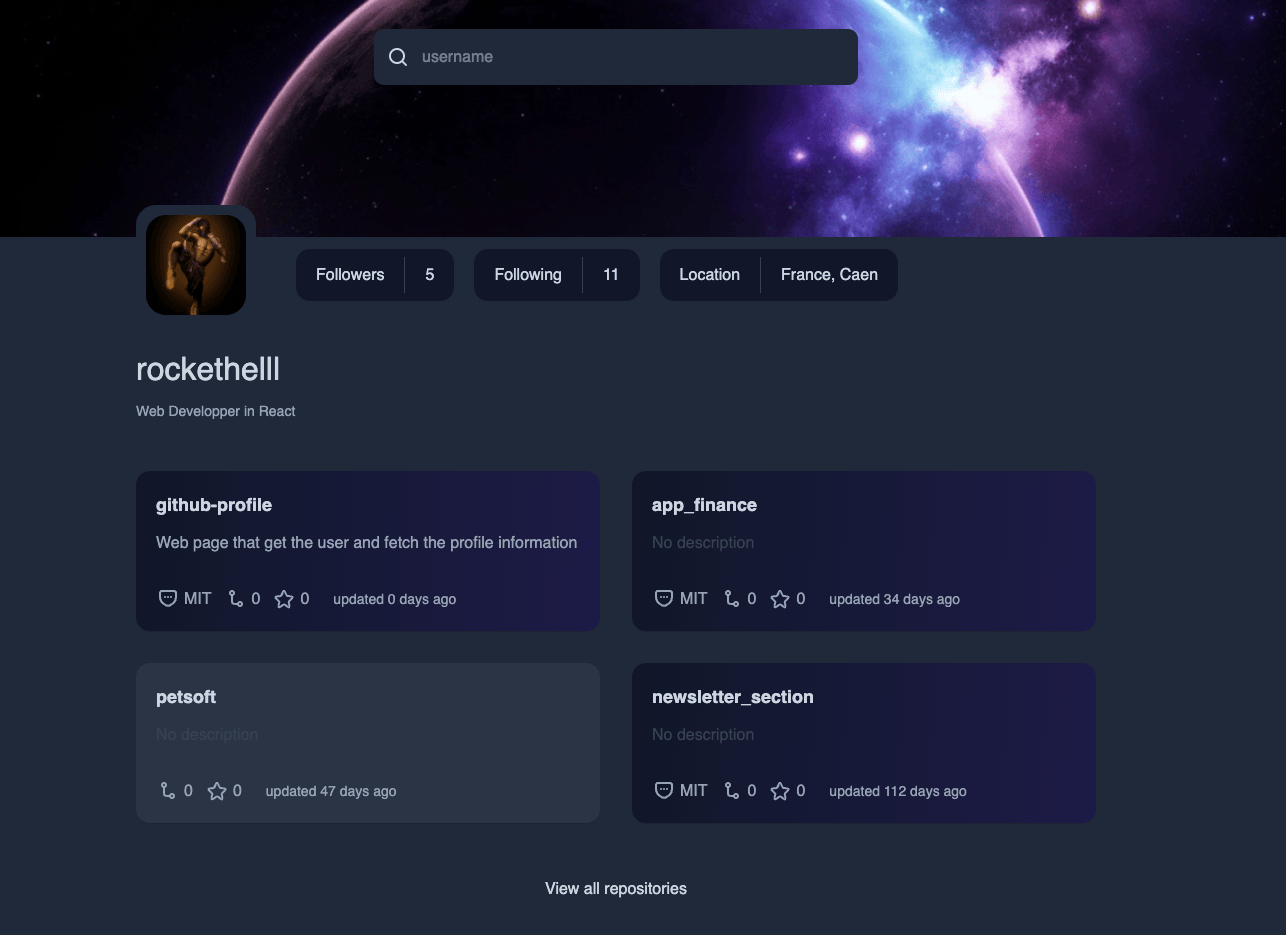 username
Followers 5 Following 11 Location France, Caen
rockethelll
Web Developper in React
github-profile
Web page that get the user and fetch the profile information
MIT 0 0 updated 0 days ago
app_finance
No description
MIT 0 0 updated 34 days ago
petsoft
No description
0 0 updated 47 days ago
newsletter_section
No description
MIT 0 0 updated 112 days ago
View all repositories